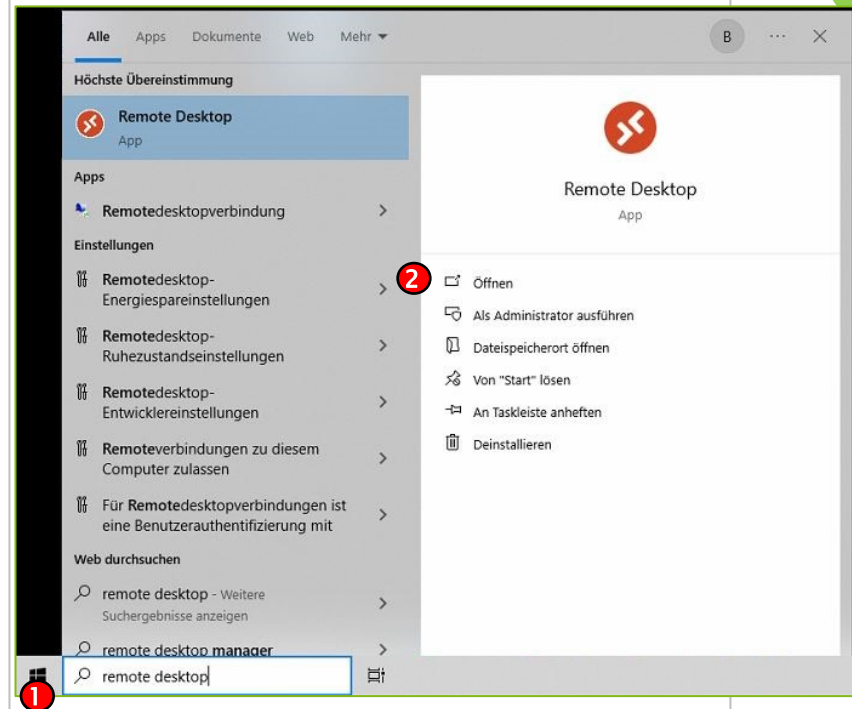 Alle Apps Dokumente Web Mehr
B
Höchste Übereinstimmung
Remote Desktop
App
Apps
Remotedesktopverbindung
Einstellungen
Remotedesktop-
Energiespareinstellungen
Remotedesktop-
Ruhezustandseinstellungen
Remotedesktop-
Entwicklereinstellungen
Remoteverbindungen zu diesem
Computer zulassen
Für Remotedesktopverbindungen ist
eine Benutzerauthentifizierung mit
Web durchsuchen
remote desktop - Weitere
Suchergebnisse anzeigen
remote desktop manager
Remote Desktop
App
2
Öffnen
Als Administrator ausführen
Dateispeicherort öffnen
Von "Start" lösen
An Taskleiste anheften
Deinstallieren
1
remote desktop